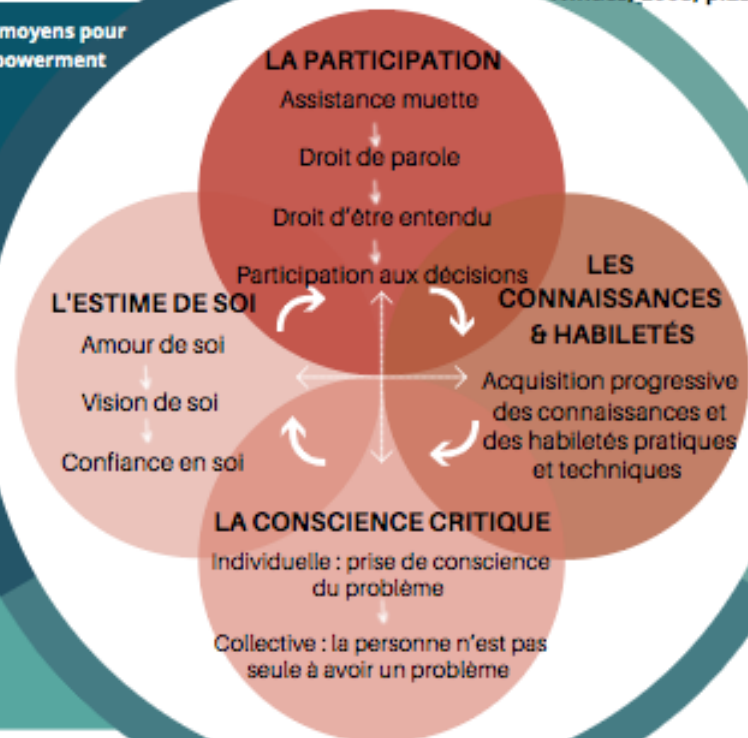 moyens pour
powerment
LA PARTICIPATION
Assistance muette
Droit de parole
Droit d'être entendu
Participation aux décisions
LES
CONNAISSANCES
& HABILETÉS
Acquisition progressive
des connaissances et
des habiletés pratiques
et techniques
LA CONSCIENCE CRITIQUE
Individuelle : prise de conscience
du problème
Collective : la personne n'est pas
seule à avoir un problème
L'ESTIME DE SOI
Amour de soi
Vision de soi
Confiance en soi